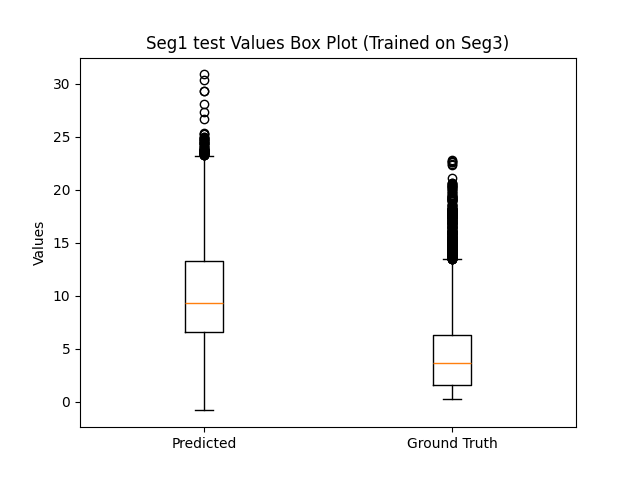 Seg1 test Values Box Plot (Trained on Seg3)
30
25
20
15
10
5
0
Values
Predicted
Ground Truth